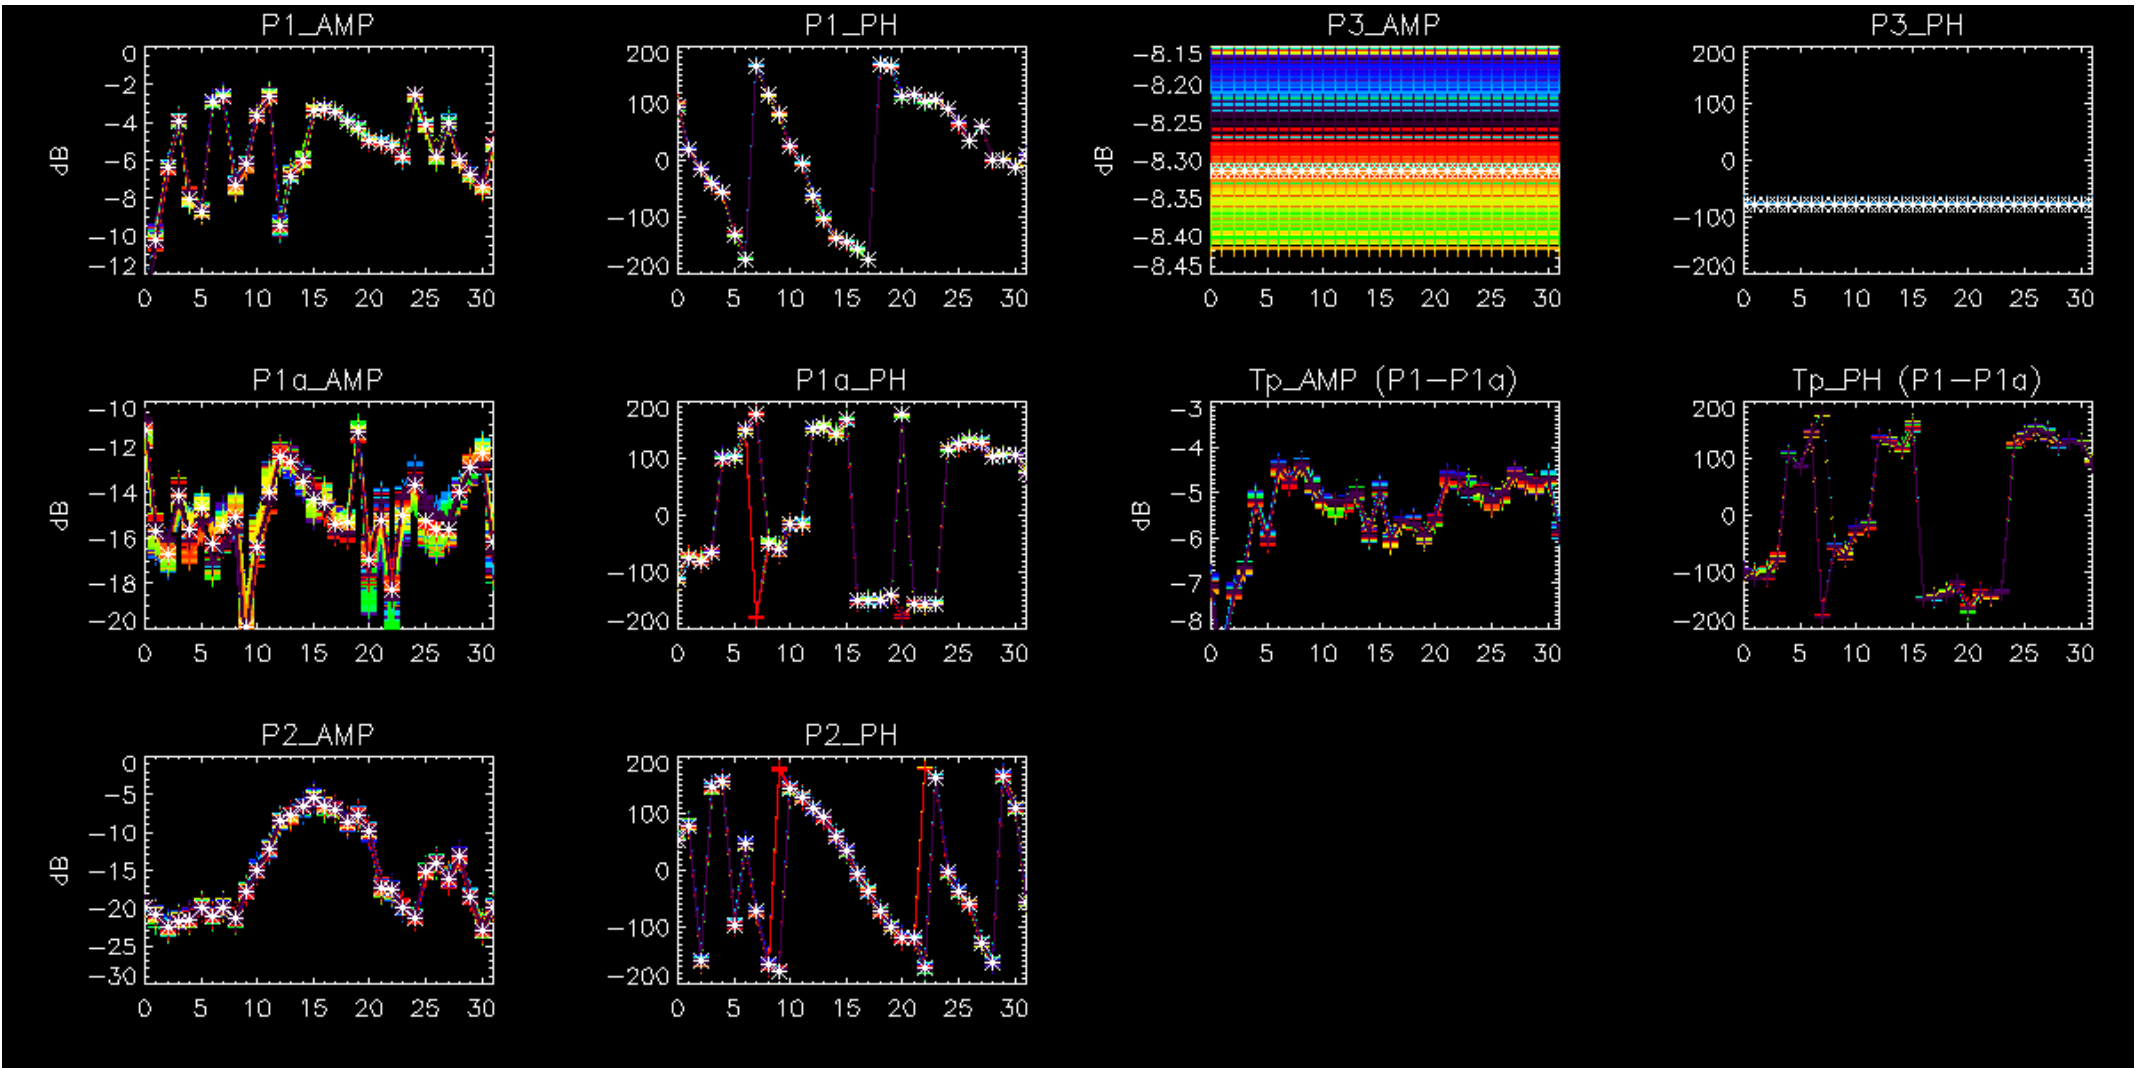 P1_AMP
P1_PH
P3_AMP
P3_PH
0
−2
−4
−6
−8
−10
−12
dB
0 5 10 15 20 25 30
200
100
0
−100
−200
0 5 10 15 20 25 30
−8.15
−8.20
−8.25
−8.30
−8.35
−8.40
−8.45
dB
0 5 10 15 20 25 30
200
100
0
−100
−200
0 5 10 15 20 25 30
P1a_AMP
P1a_PH
Tp_AMP (P1−P1a)
Tp_PH (P1−P1a)
−10
−12
−14
−16
−18
−20
dB
0 5 10 15 20 25 30
200
100
0
−100
−200
0 5 10 15 20 25 30
−3
−4
−5
−6
−7
−8
dB
0 5 10 15 20 25 30
200
100
0
−100
−200
0 5 10 15 20 25 30
P2_AMP
P2_PH
0
−5
−10
−15
−20
−25
−30
dB
0 5 10 15 20 25 30
200
100
0
−100
−200
0 5 10 15 20 25 30